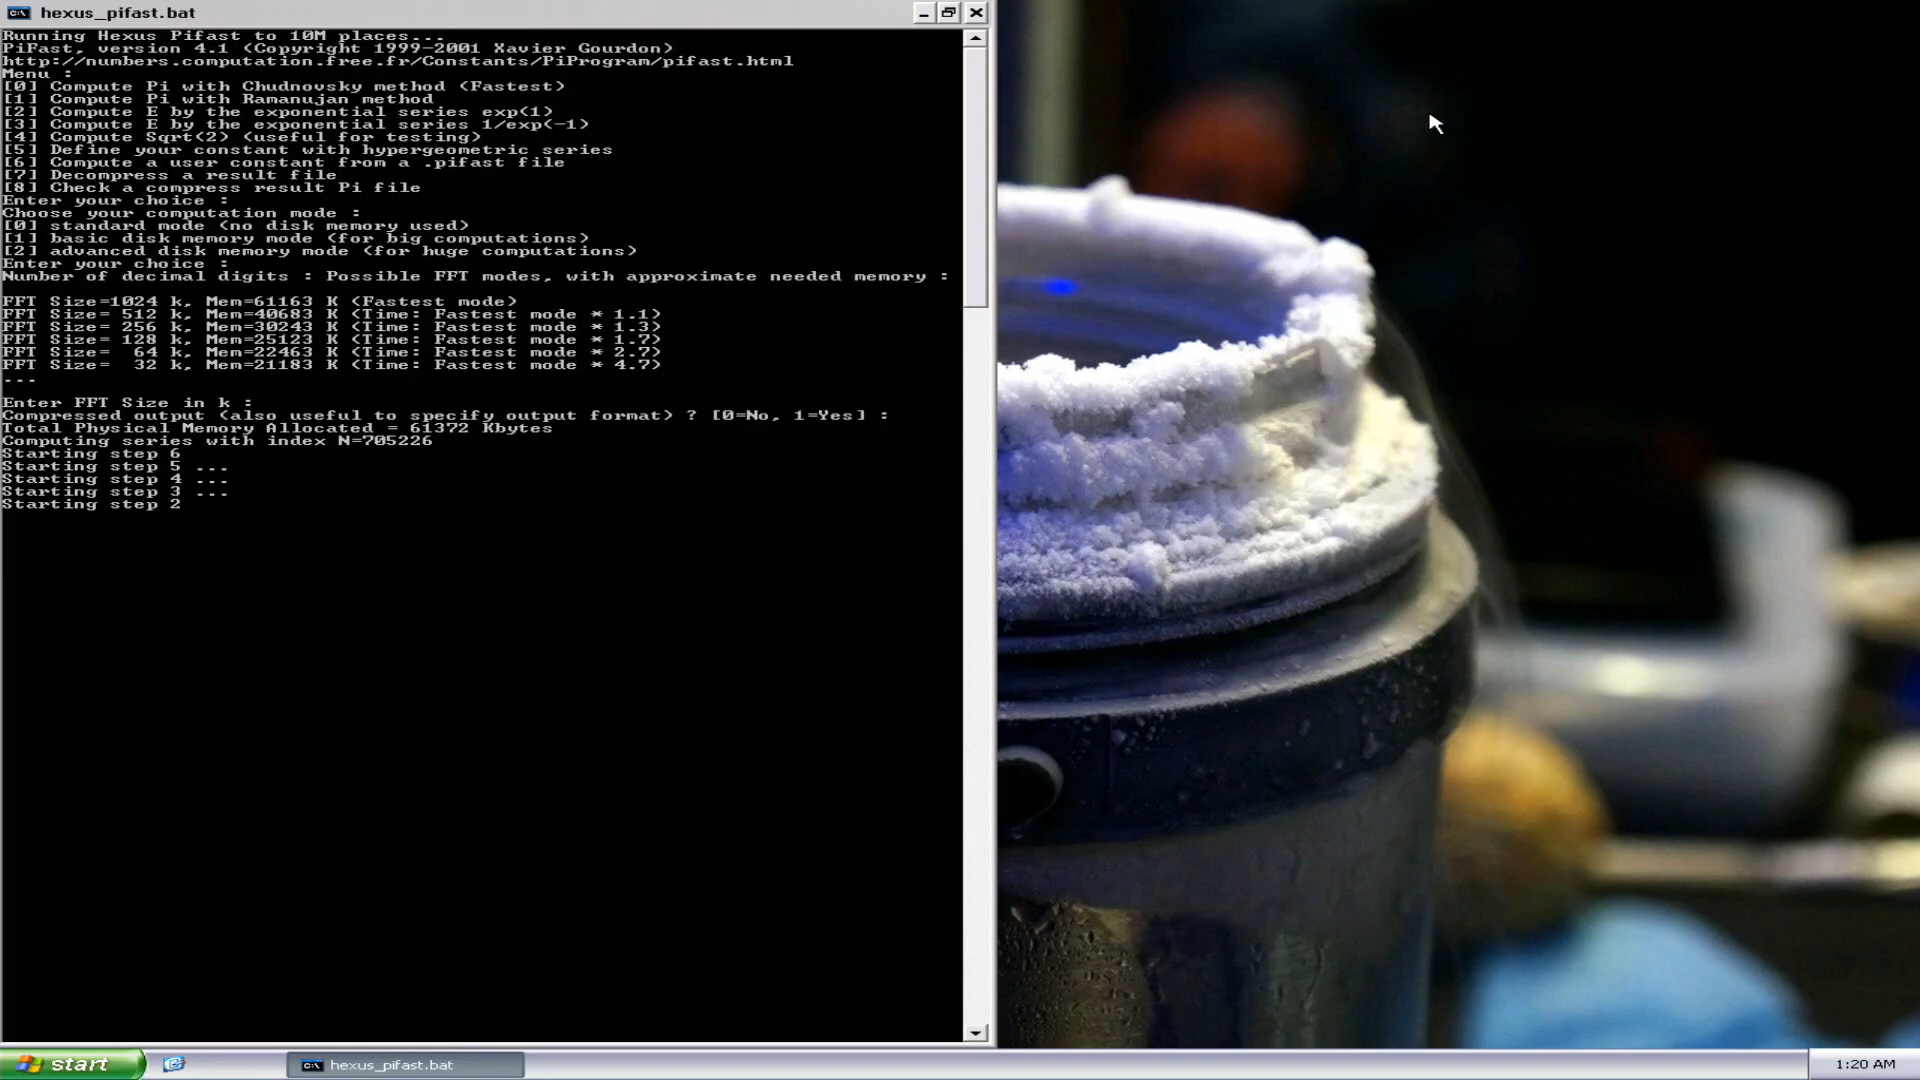 hexus_pifast.bat
Running Hexus Pifast to 10M places...
PiFast, version 4.1 (Copyright 1999-2001 Xavier Gourdon)
http://numbers.computation.free.fr/Constants/PiProgram/pifast.html
Menu :
[0] Compute Pi with Chudnovsky method (Fastest)
[1] Compute Pi with Ramanujan method
[2] Compute E by the exponential series exp(1)
[3] Compute E by the exponential series 1/exp(-1)
[4] Compute Sqrt(2) (useful for testing)
[5] Define your constant with hypergeometric series
[6] Compute a user constant from a .pifast file
[7] Decompress a result file
[8] Check a compress result Pi file
Enter your choice :
Choose your computation mode :
[0] standard mode (no disk memory used)
[1] basic disk memory mode (for big computations)
[2] advanced disk memory mode (for huge computations)
Enter your choice :
Number of decimal digits : Possible FFT modes, with approximate needed memory :
FFT Size=1024 k, Mem=61163 K (Fastest mode)
FFT Size= 512 k, Mem=40683 K (Time: Fastest mode * 1.1)
FFT Size= 256 k, Mem=30243 K (Time: Fastest mode * 1.3)
FFT Size= 128 k, Mem=25123 K (Time: Fastest mode * 1.7)
FFT Size=  64 k, Mem=22463 K (Time: Fastest mode * 2.7)
FFT Size=  32 k, Mem=21183 K (Time: Fastest mode * 4.7)
...
Enter FFT Size in k :
Compressed output (also useful to specify output format) ? [0=No, 1=Yes] :
Total Physical Memory Allocated = 61372 Kbytes
Computing series with index N=705226
Starting step 6
Starting step 5 ...
Starting step 4 ...
Starting step 3 ...
Starting step 2
start
hexus_pifast.bat
1:20 AM